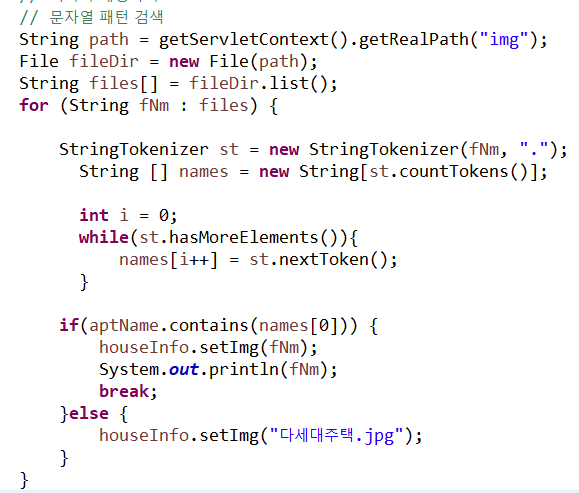 // 문자열 패턴 검색
String path = getServletContext().getRealPath("img");
File fileDir = new File(path);
String files[] = fileDir.list();
for (String fNm : files) {
StringTokenizer st = new StringTokenizer(fNm, ".");
String [] names = new String[st.countTokens()];
int i = 0;
while(st.hasMoreElements()){
names[i++] = st.nextToken();
}
if(aptName.contains(names[0])) {
houseInfo.setImg(fNm);
System.out.println(fNm);
break;
}else {
houseInfo.setImg("다세대주택.jpg");
}
}